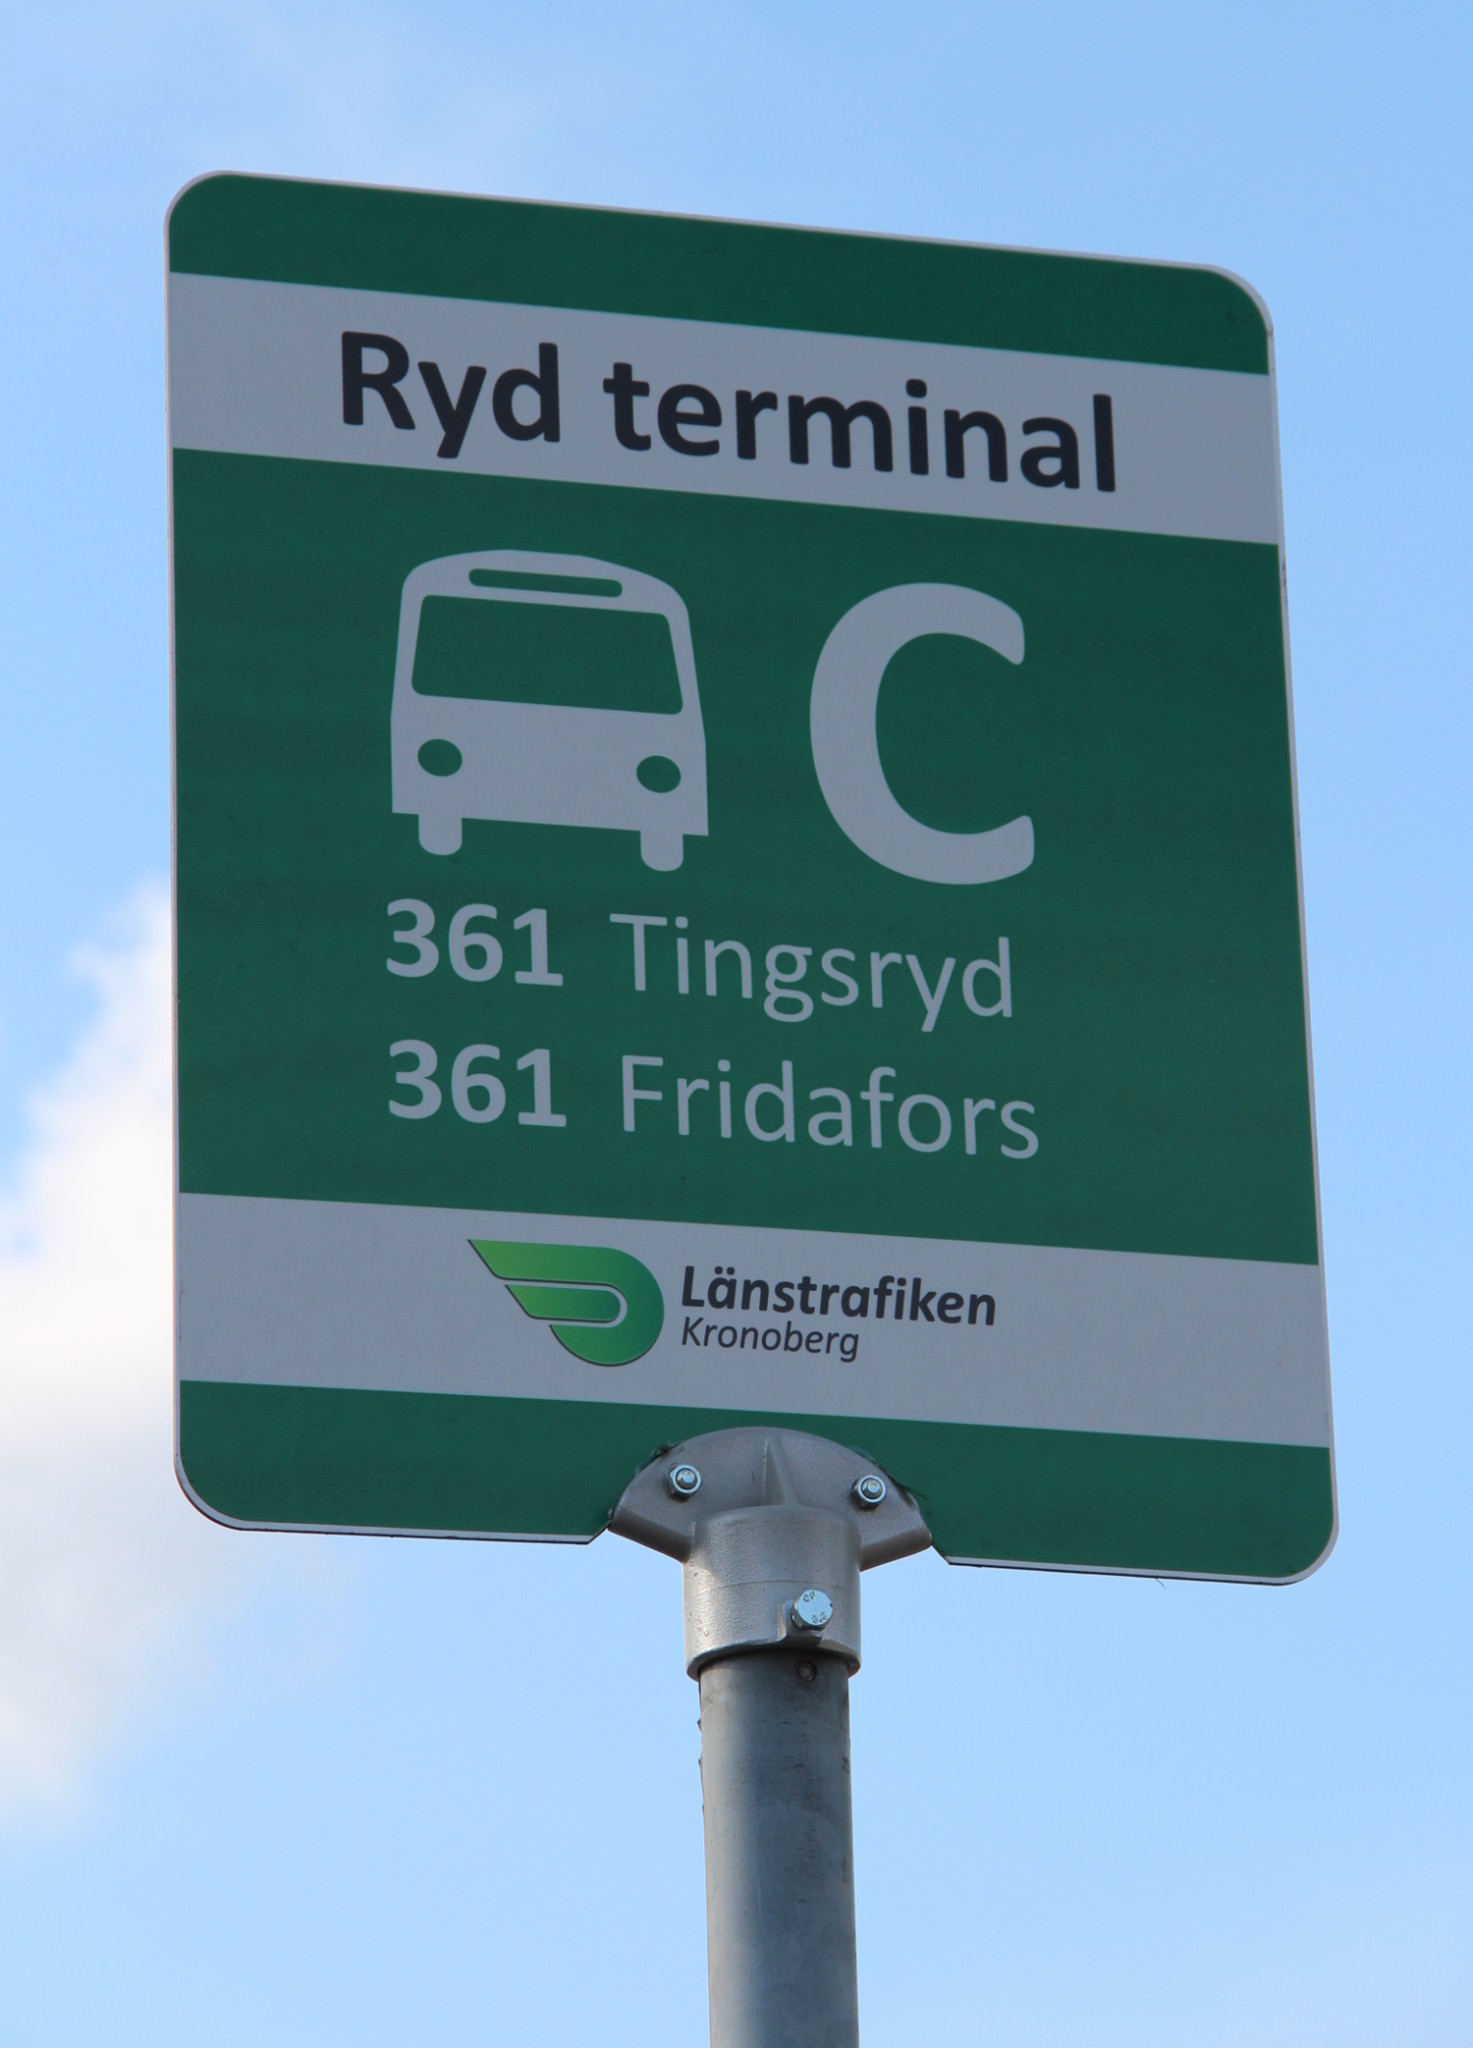 Ryd terminal
C
361 Tingsryd
361 Fridafors
Länstrafiken
Kronoberg